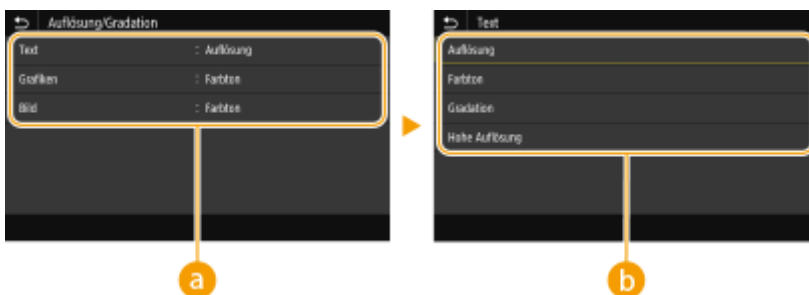 Auflösung/Gradation
Text : Auflösung
Grafiken : Farbton
Bild : Farbton
a
Text
Auflösung
Farbton
Gradation
Hohe Auflösung
b